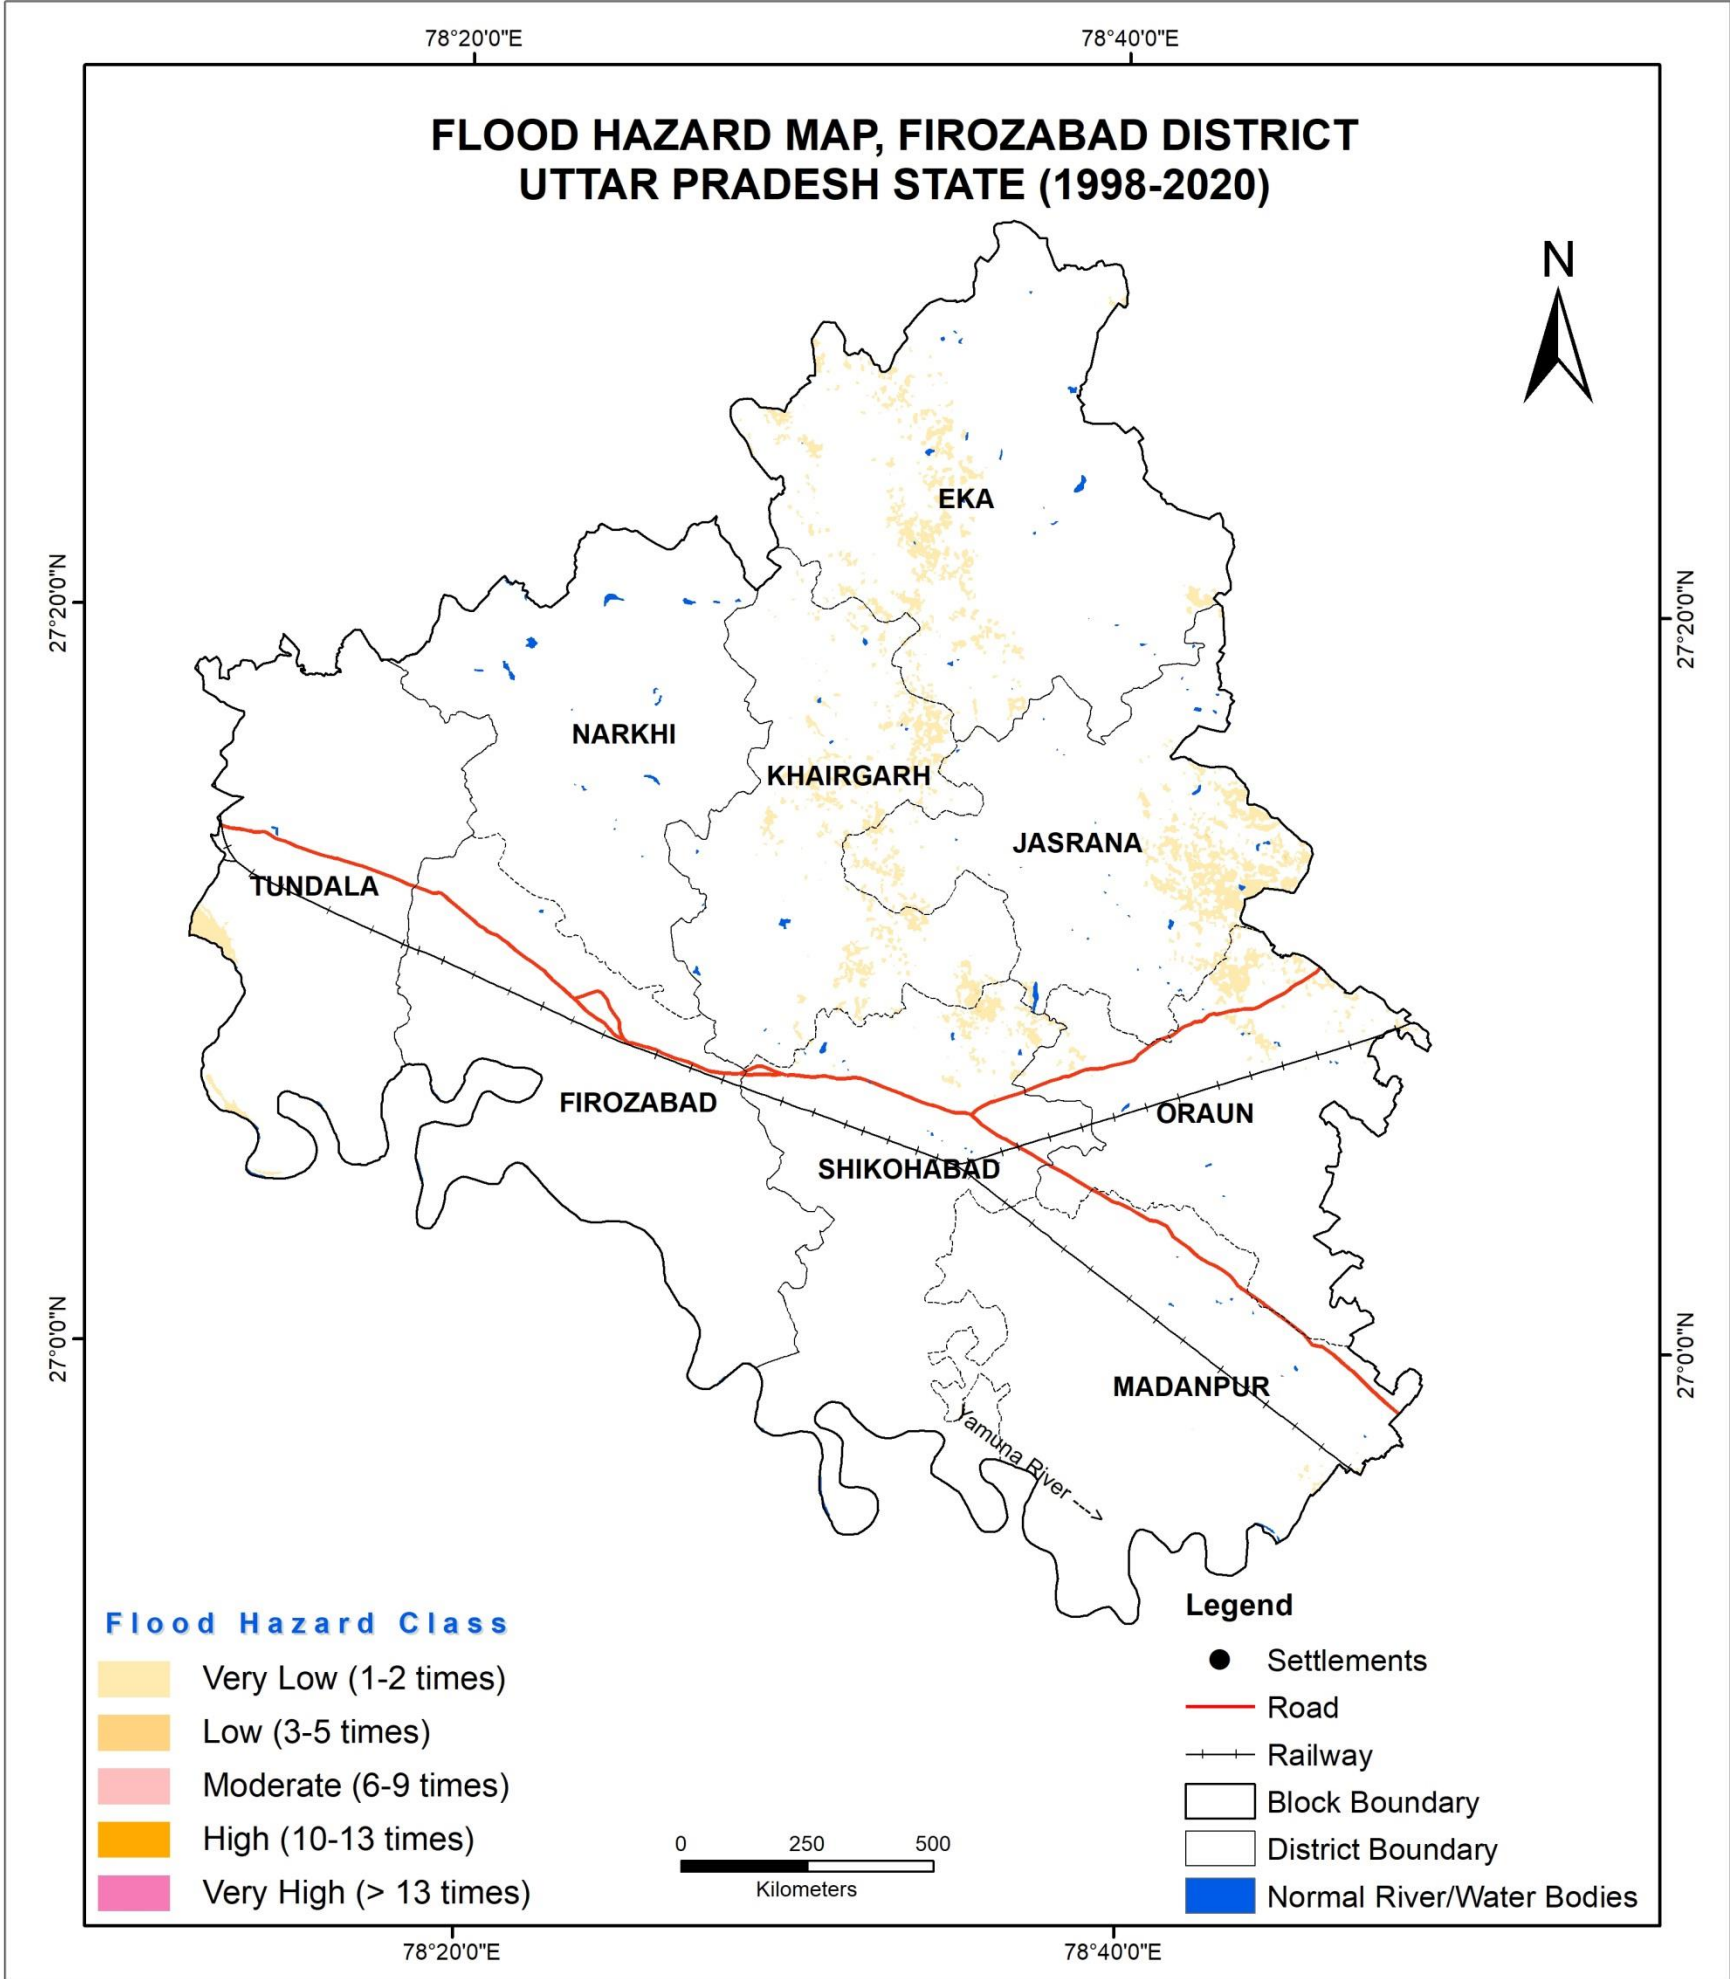 78°20'0"E
78°40'0"E
FLOOD HAZARD MAP, FIROZABAD DISTRICT
UTTAR PRADESH STATE (1998-2020)
N
EKA
27°20'0"N
27°20'0"N
NARKHI
KHAIRGARH
JASRANA
TUNDALA
FIROZABAD
ORAUN
SHIKOHABAD
27°0'0"N
27°0'0"N
MADANPUR
Yamuna River
Flood Hazard Class
Very Low (1-2 times)
Low (3-5 times)
Moderate (6-9 times)
High (10-13 times)
Very High (> 13 times)
0 250 500
Kilometers
Legend
Settlements
Road
Railway
Block Boundary
District Boundary
Normal River/Water Bodies
78°20'0"E
78°40'0"E